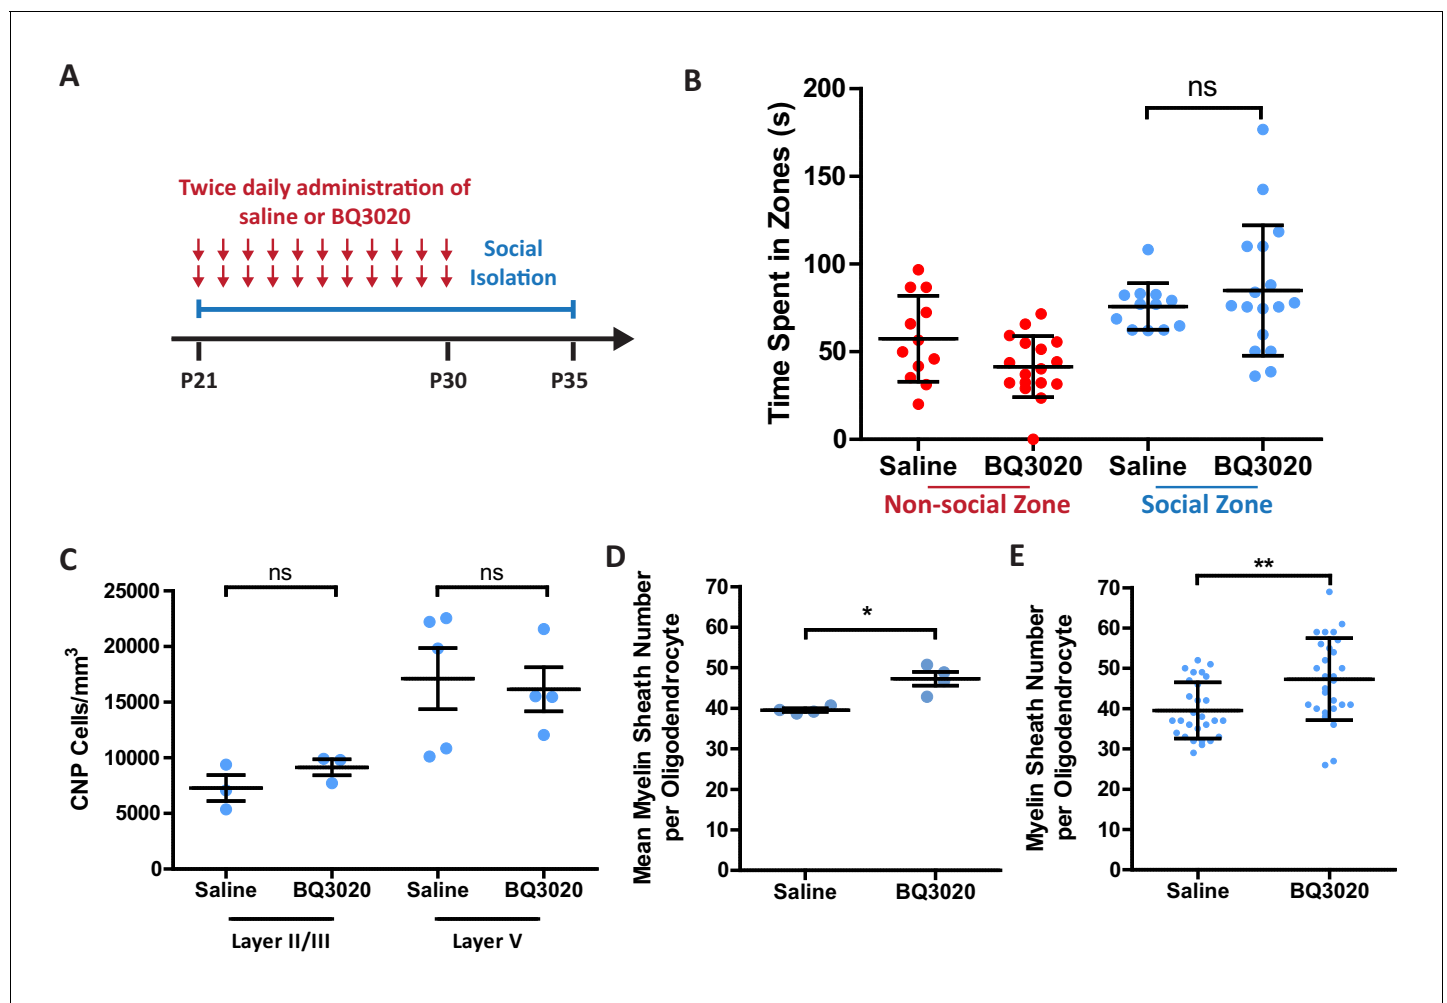 A
Twice daily administration of
saline or BQ3020
Social
Isolation
P21
P30
P35
B
Time Spent in Zones (s)
200
150
100
50
0
ns
Saline
BQ3020
Saline
BQ3020
Non-social Zone
Social Zone
C
CNP Cells/mm³
25000
20000
15000
10000
5000
0
ns
ns
Saline
BQ3020
Saline
BQ3020
Layer II/III
Layer V
D
Mean Myelin Sheath Number
per Oligodendrocyte
70
60
50
40
30
20
10
0
*
Saline
BQ3020
E
Myelin Sheath Number
per Oligodendrocyte
70
60
50
40
30
20
10
0
**
Saline
BQ3020